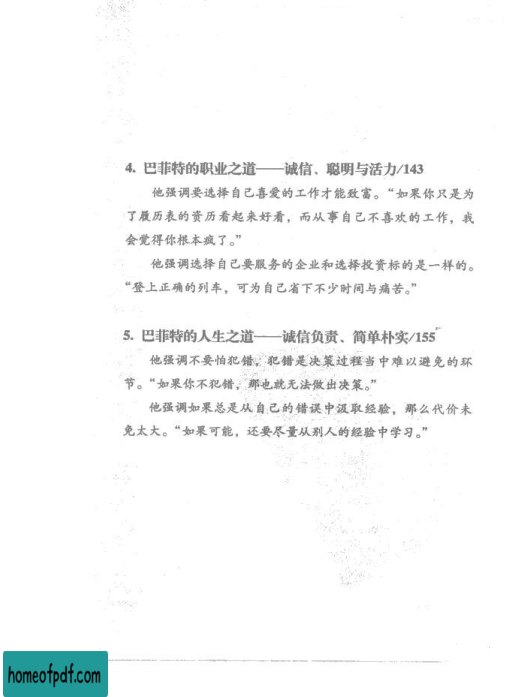 4. 巴菲特的职业之道——诚信、聪明与活力/143
他强调要选择自己喜爱的工作才能致富。“如果你只是为
了履历表的资历看起来好看，而从事自己不喜欢的工作，我
会觉得你根本疯了。”
他强调选择自己要服务的企业和选择投资标的是一样的。
“登上正确的列车，可为自己省下不少时间与痛苦。”
5. 巴菲特的人生之道——诚信负责、简单朴实/155
他强调不要怕犯错，犯错是决策过程当中难以避免的环
节。“如果你不犯错，那也就无法做出决策。”
他强调如果总是从自己的错误中汲取经验，那么代价未
免太大。“如果可能，还要尽量从别人的经验中学习。”
homeofpdf.com